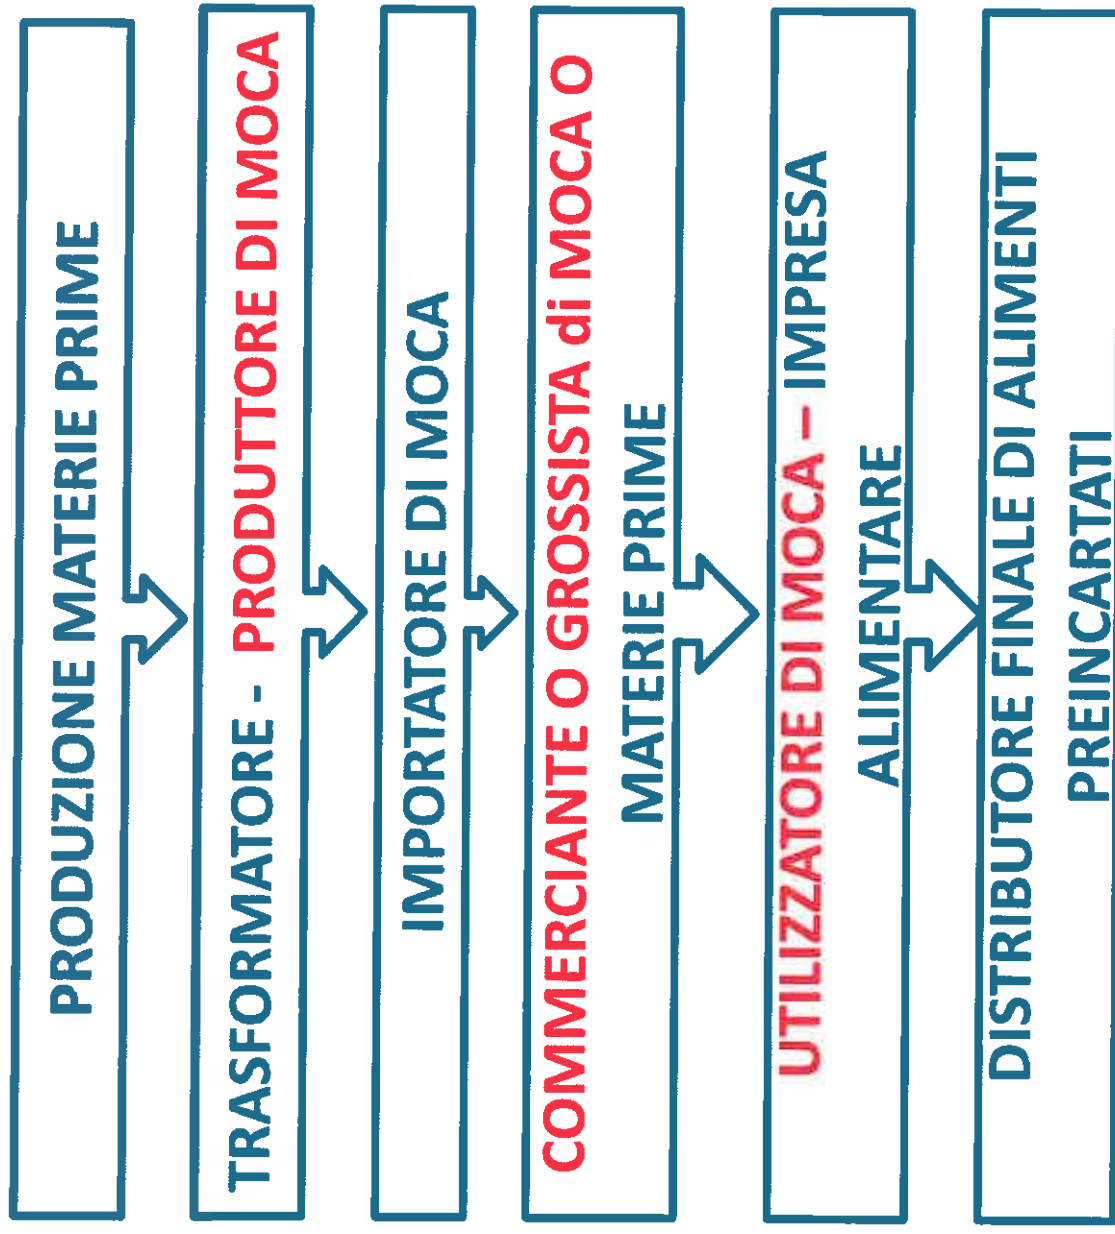 PRODUZIONE MATERIE PRIME
TRASFORMATORE - PRODUTTORE DI MOCA
IMPORTATORE DI MOCA
COMMERCIANTE O GROSSISTA di MOCA O
MATERIE PRIME
UTILIZZATORE DI MOCA – IMPRESA
ALIMENTARE
DISTRIBUTORE FINALE DI ALIMENTI
PREINCARTATI